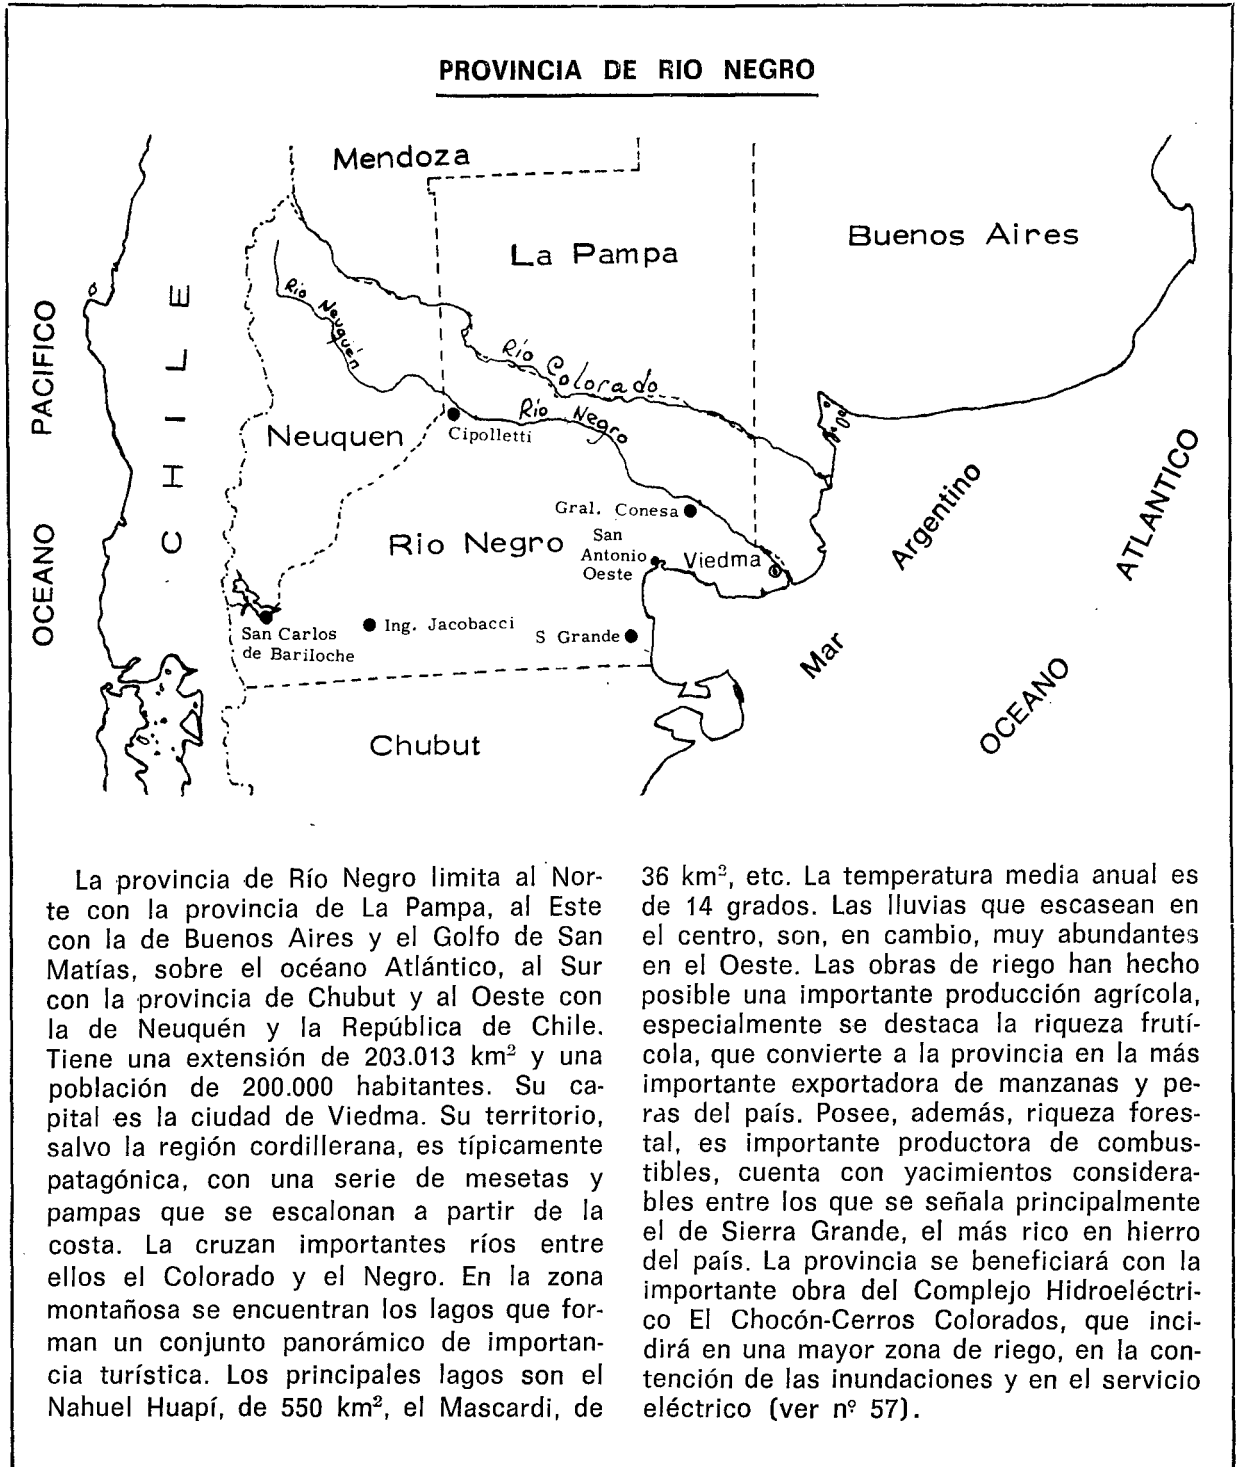 PROVINCIA DE RIO NEGRO
Mendoza
La Pampa
Buenos Aires
CHILE
OCEANO PACIFICO
Río Neuquén
Río Colorado
Río Negro
Neuquen
Cipolletti
Gral. Conesa
Rio Negro
San
Antonio
Oeste
Viedma
San Carlos
de Bariloche
Ing. Jacobacci
S Grande
Chubut
Mar Argentino
OCEANO ATLANTICO
La provincia de Río Negro limita al Nor-
te con la provincia de La Pampa, al Este
con la de Buenos Aires y el Golfo de San
Matías, sobre el océano Atlántico, al Sur
con la provincia de Chubut y al Oeste con
la de Neuquén y la República de Chile.
Tiene una extensión de 203.013 km² y una
población de 200.000 habitantes. Su ca-
pital es la ciudad de Viedma. Su territorio,
salvo la región cordillerana, es típicamente
patagónica, con una serie de mesetas y
pampas que se escalonan a partir de la
costa. La cruzan importantes ríos entre
ellos el Colorado y el Negro. En la zona
montañosa se encuentran los lagos que for-
man un conjunto panorámico de importan-
cia turística. Los principales lagos son el
Nahuel Huapí, de 550 km², el Mascardi, de
36 km², etc. La temperatura media anual es
de 14 grados. Las lluvias que escasean en
el centro, son, en cambio, muy abundantes
en el Oeste. Las obras de riego han hecho
posible una importante producción agrícola,
especialmente se destaca la riqueza frutí-
cola, que convierte a la provincia en la más
importante exportadora de manzanas y pe-
ras del país. Posee, además, riqueza fores-
tal, es importante productora de combus-
tibles, cuenta con yacimientos considera-
bles entre los que se señala principalmente
el de Sierra Grande, el más rico en hierro
del país. La provincia se beneficiará con la
importante obra del Complejo Hidroeléctri-
co El Chocón-Cerros Colorados, que inci-
dirá en una mayor zona de riego, en la con-
tención de las inundaciones y en el servicio
eléctrico (ver nº 57).